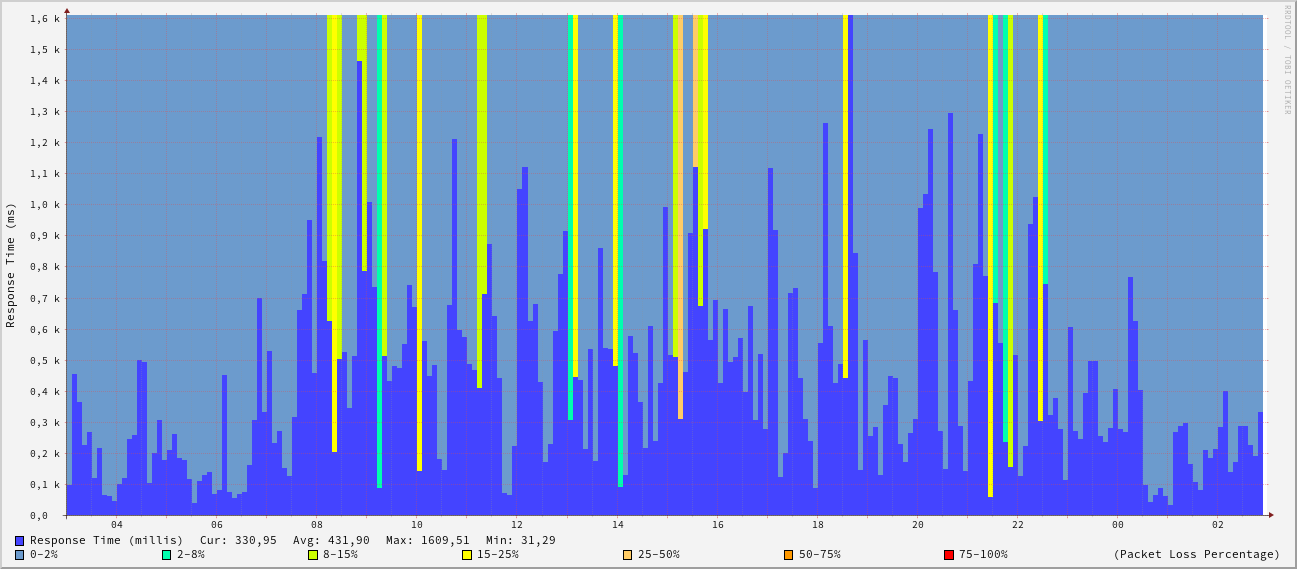 RRDTOOL / TOBI OETIKER
Response Time (ms)
1,6 k
1,5 k
1,4 k
1,3 k
1,2 k
1,1 k
1,0 k
0,9 k
0,8 k
0,7 k
0,6 k
0,5 k
0,4 k
0,3 k
0,2 k
0,1 k
0,0
04 06 08 10 12 14 16 18 20 22 00 02
Response Time (millis) Cur: 330,95 Avg: 431,90 Max: 1609,51 Min: 31,29
0-2% 2-8% 8-15% 15-25% 25-50% 50-75% 75-100% (Packet Loss Percentage)